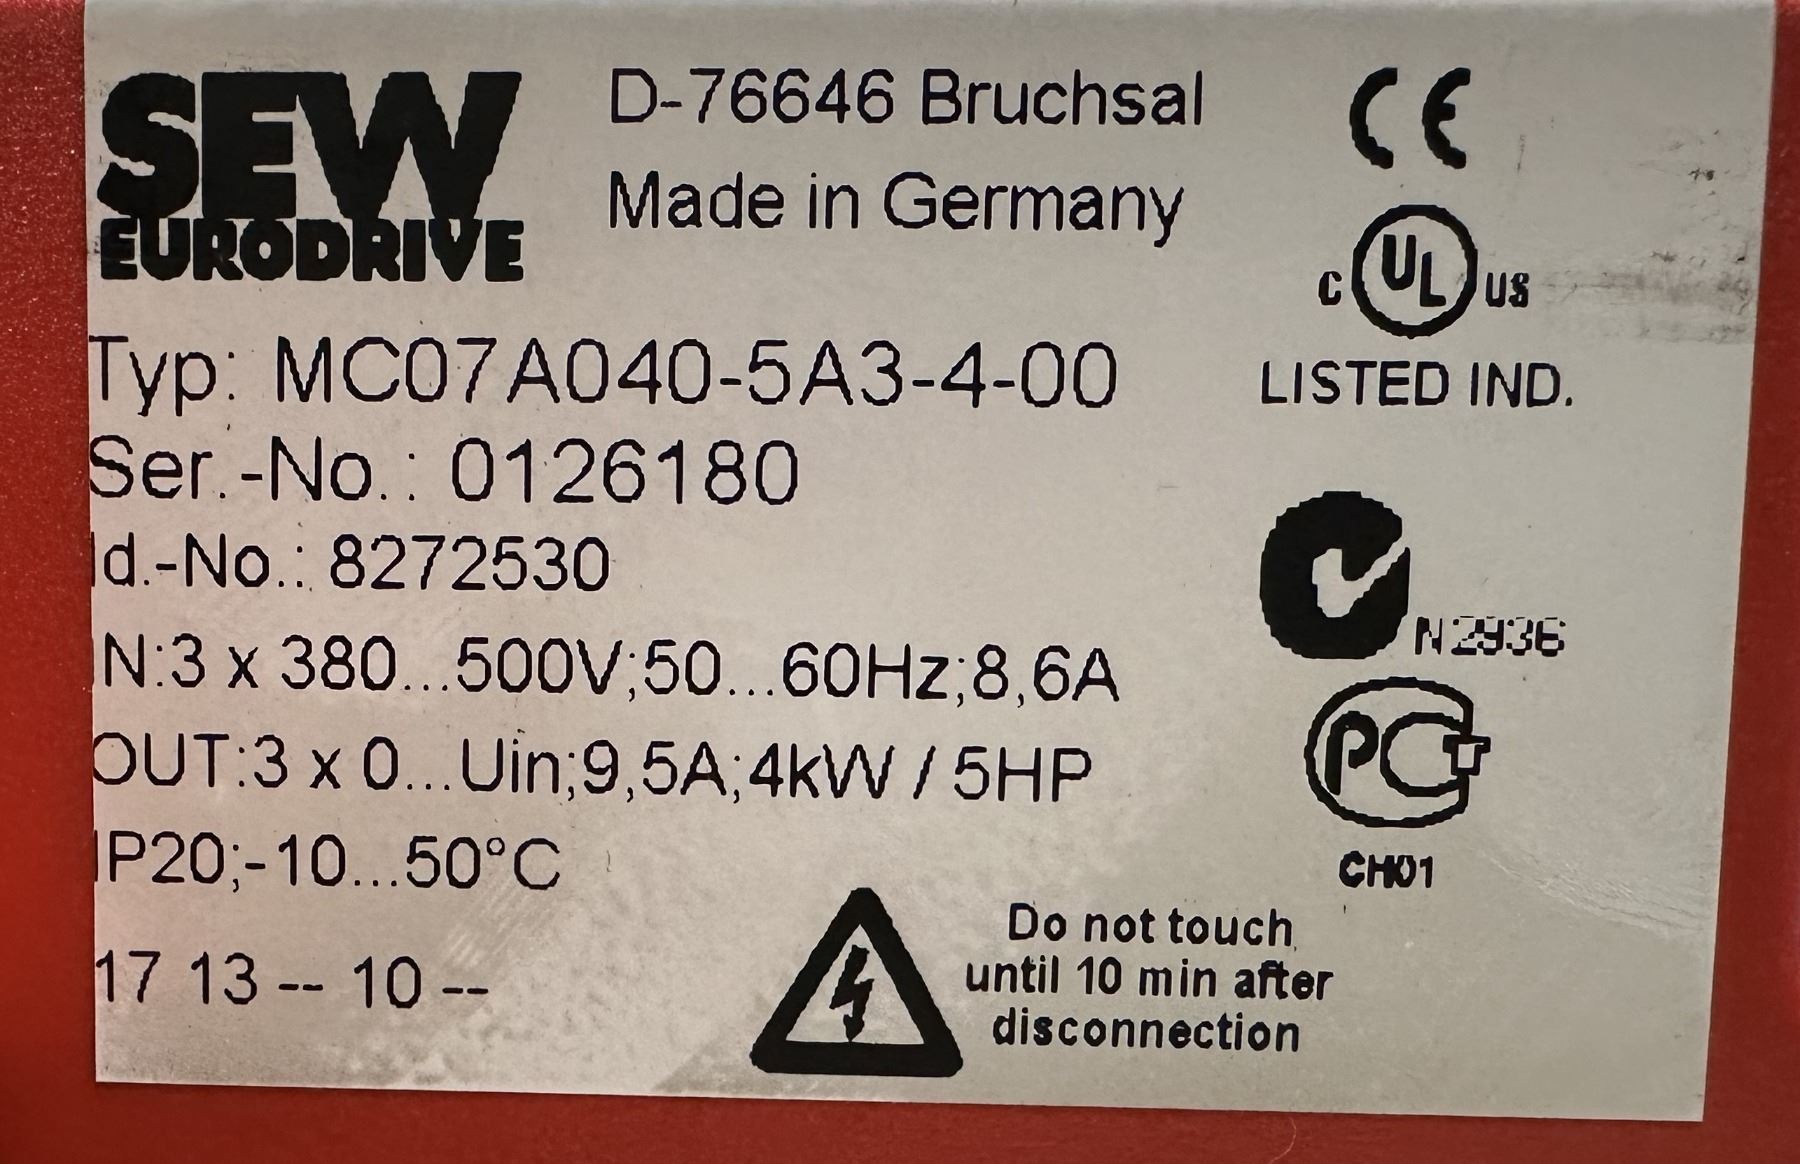 SEW
EURODRIVE
D-76646 Bruchsal
Made in Germany
CE
C UL US
LISTED IND.
Typ: MC07A040-5A3-4-00
Ser.-No.: 0126180
Id.-No.: 8272530
IN:3 x 380...500V;50...60Hz;8,6A
OUT:3 x 0...Uin;9,5A;4kW / 5HP
IP20;-10...50°C
17 13 -- 10 --
N2936
PCT
CH01
Do not touch
until 10 min after
disconnection